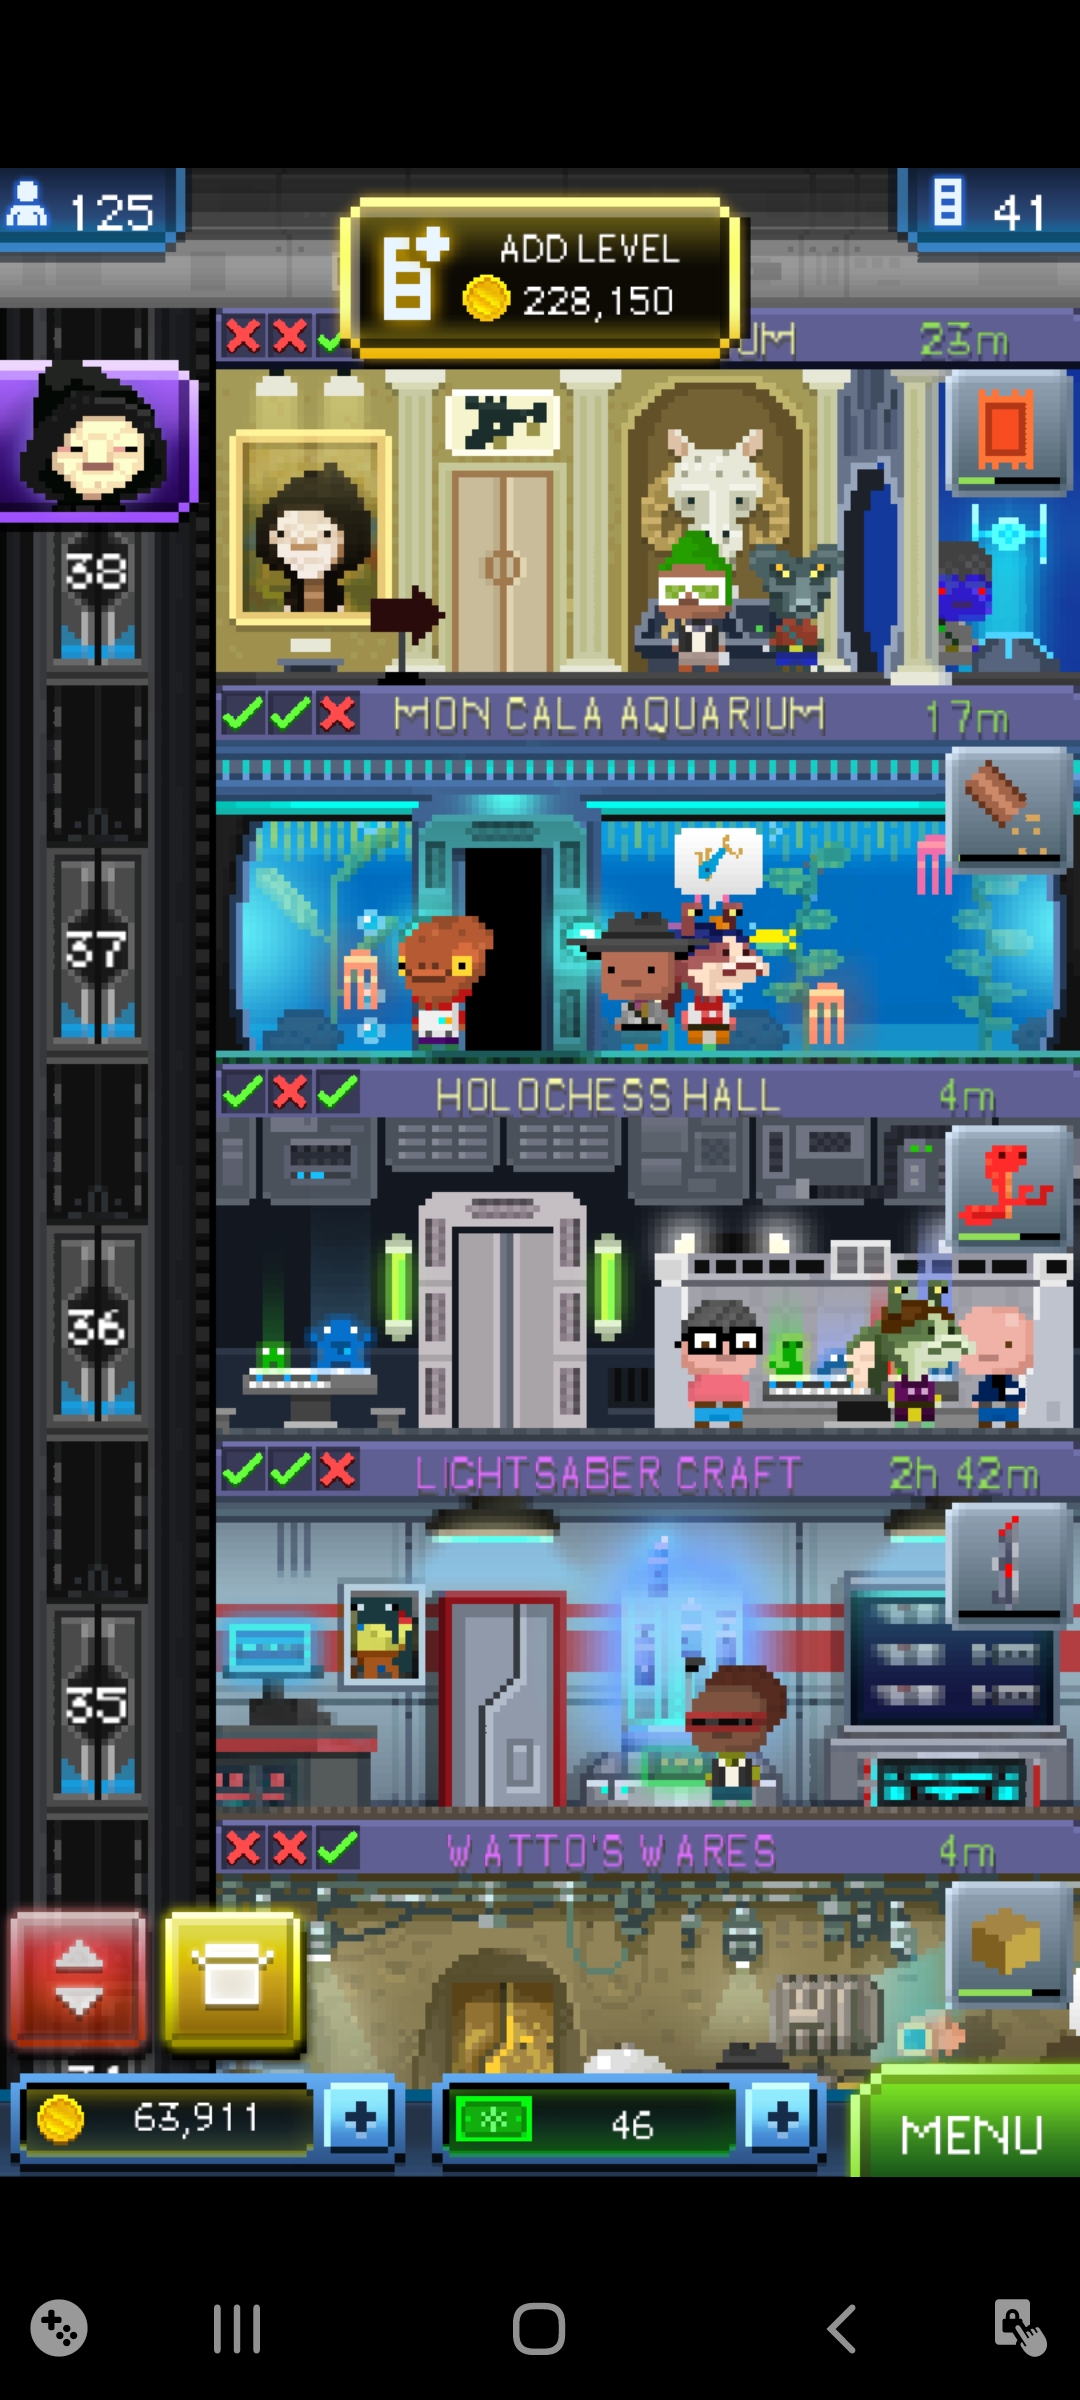 125
41
ADD LEVEL
228,150
UM
23m
38
MON CALA AQUARIUM
17m
37
HOLOCHESS HALL
4m
36
LIGHTSABER CRAFT
2h 42m
35
WATTO'S WARES
4m
63,911
46
MENU